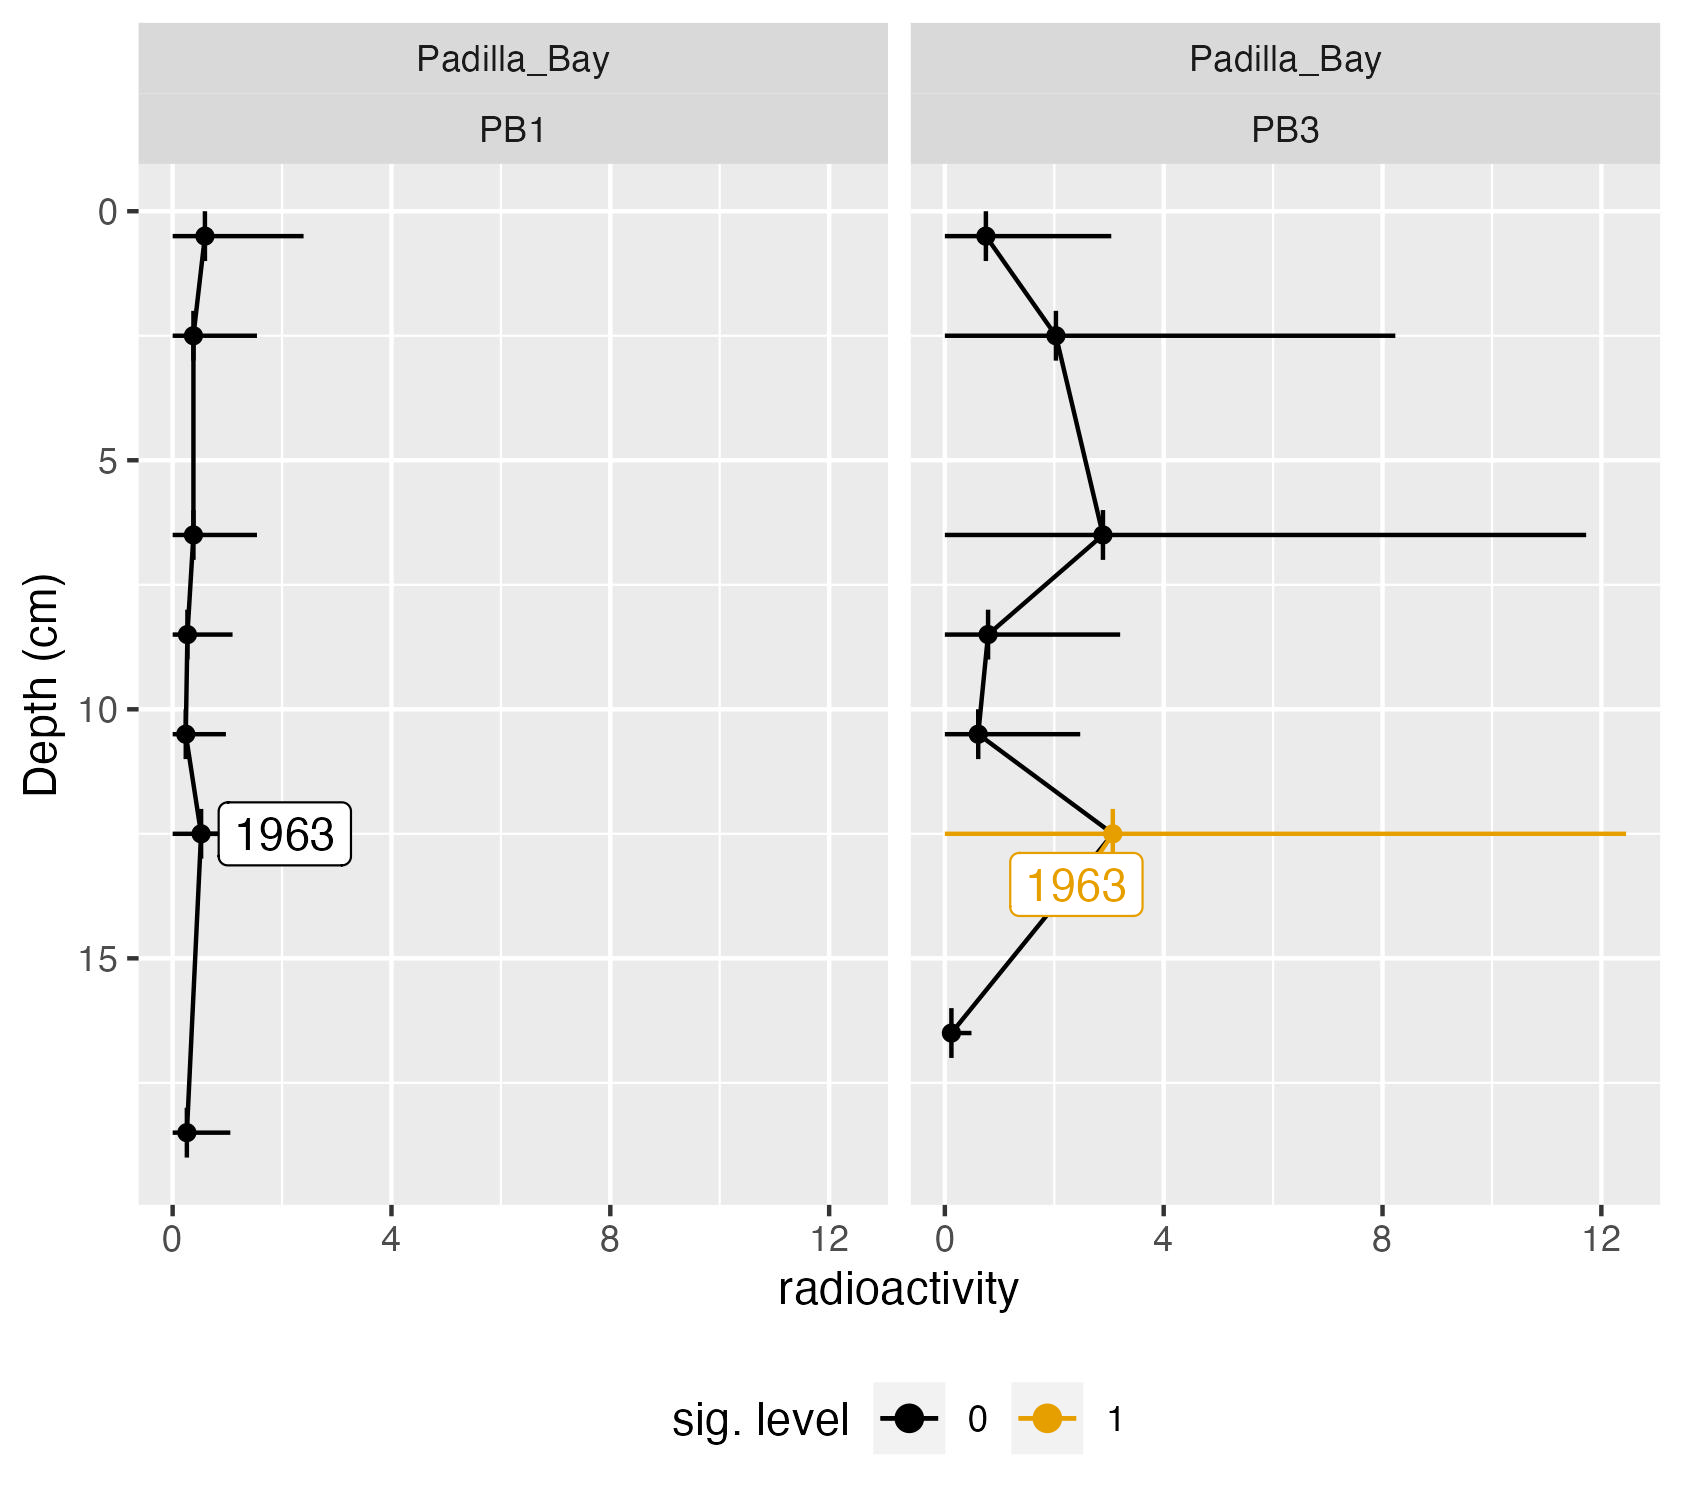 Padilla_Bay Padilla_Bay
PB1 PB3
0
5
10
15
Depth (cm)
1963
1963
0 4 8 12 0 4 8 12
radioactivity
sig. level 0 1